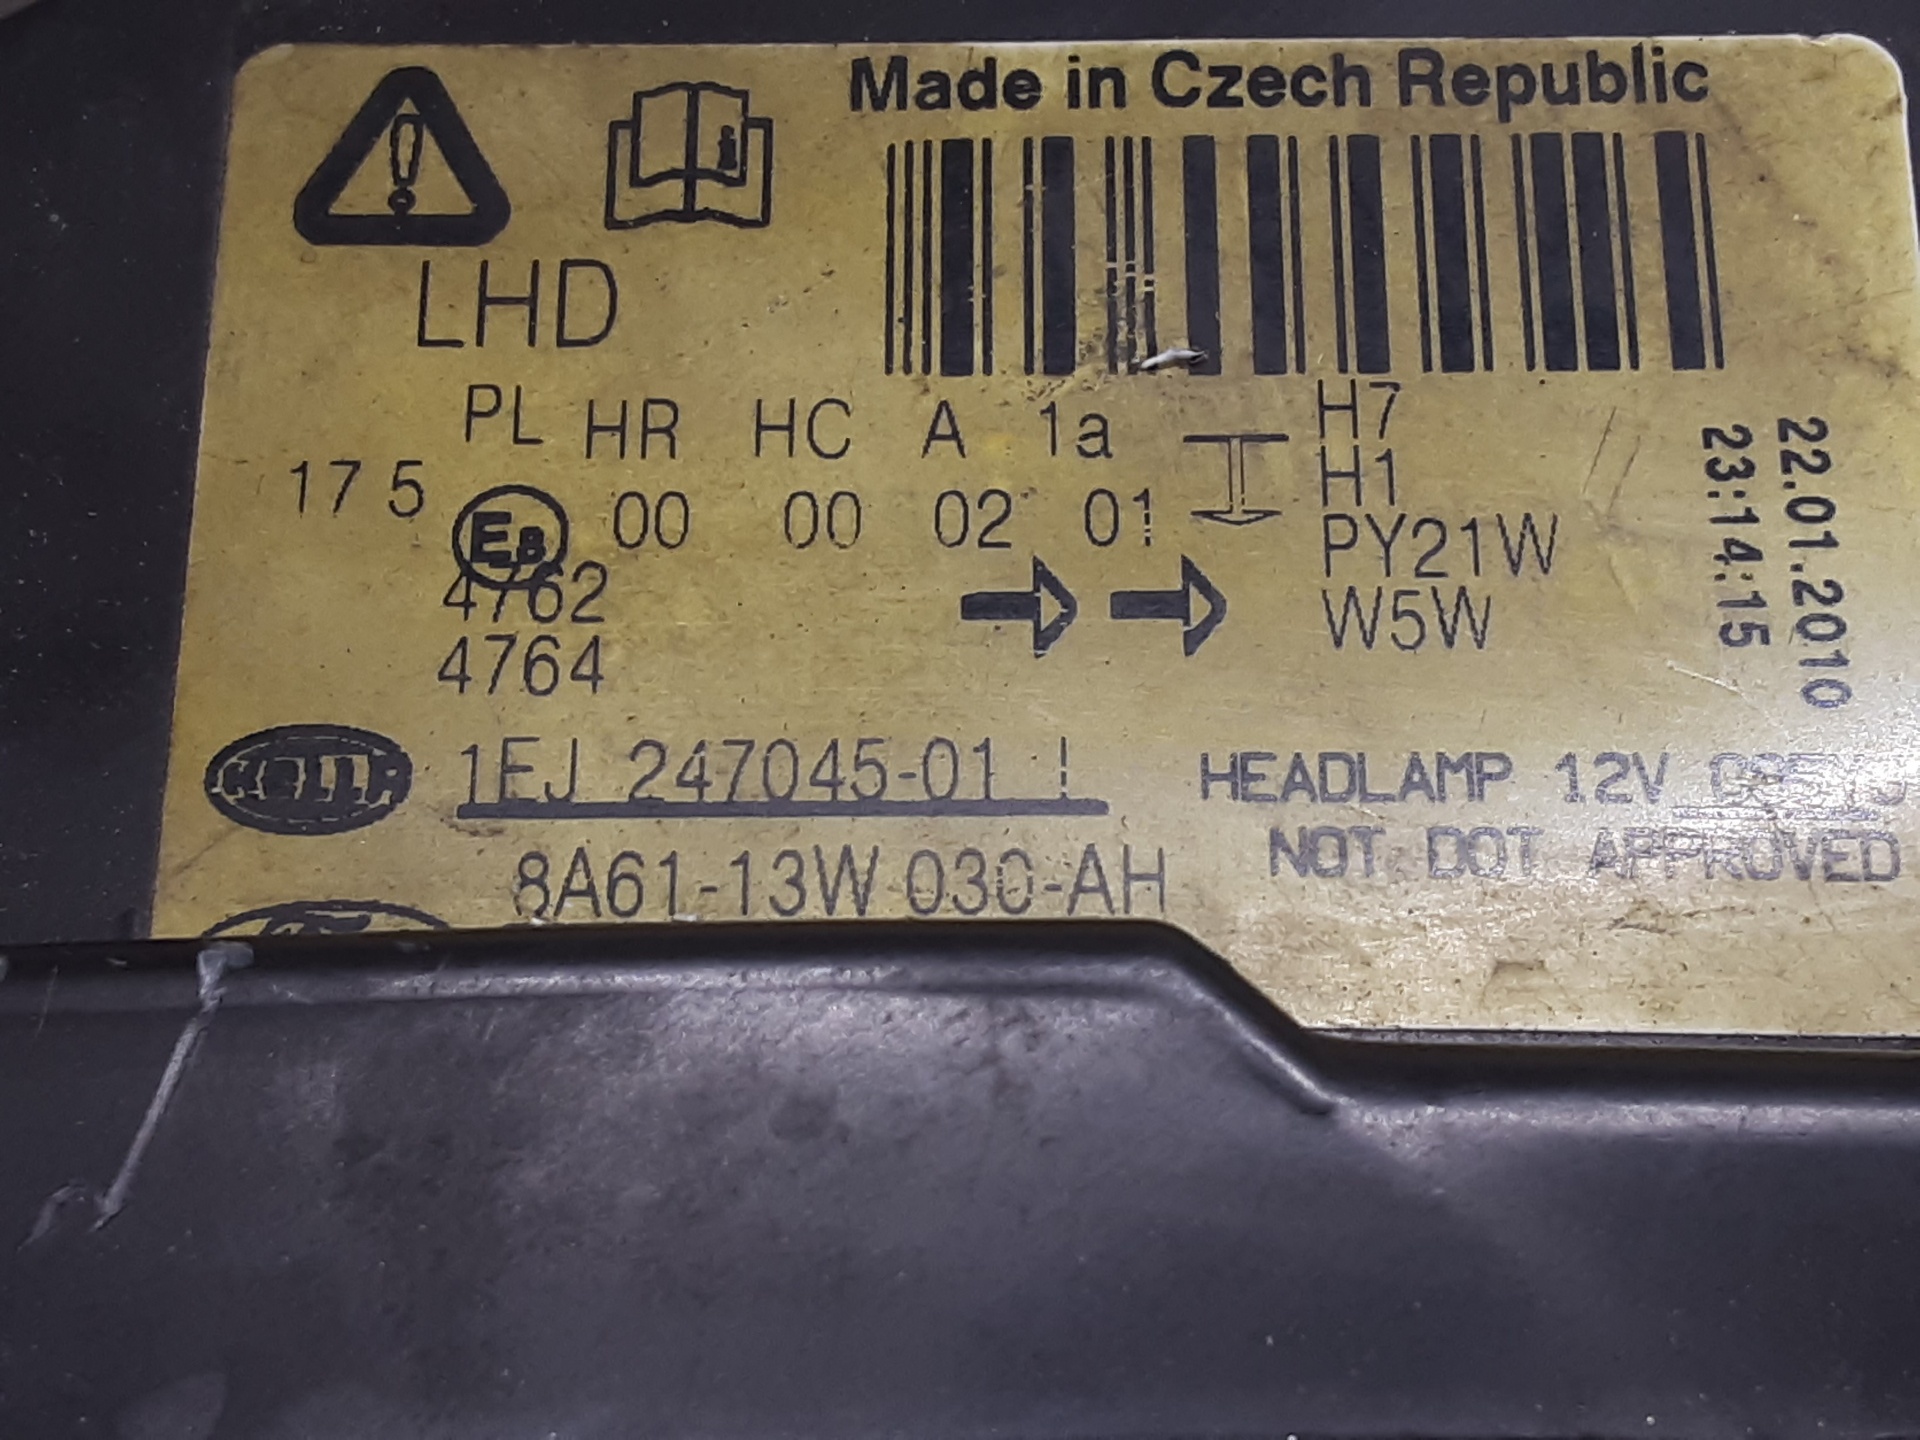 Made in Czech Republic
LHD
PL HR HC A 1a
17 5
E8 00 00 02 01
4762
4764
H7
H1
PY21W
W5W
22.01.2010
23:14:15
HELLA 1EJ 247045-01
8A61-13W 030-AH
HEADLAMP 12V
NOT DOT APPROVED